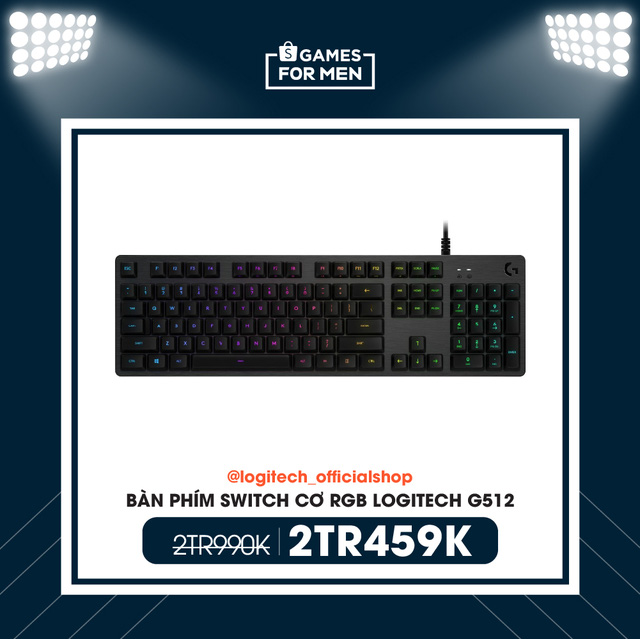 S GAMES
FOR MEN
@logitech_officialshop
BÀN PHÍM SWITCH CƠ RGB LOGITECH G512
2TR990K | 2TR459K